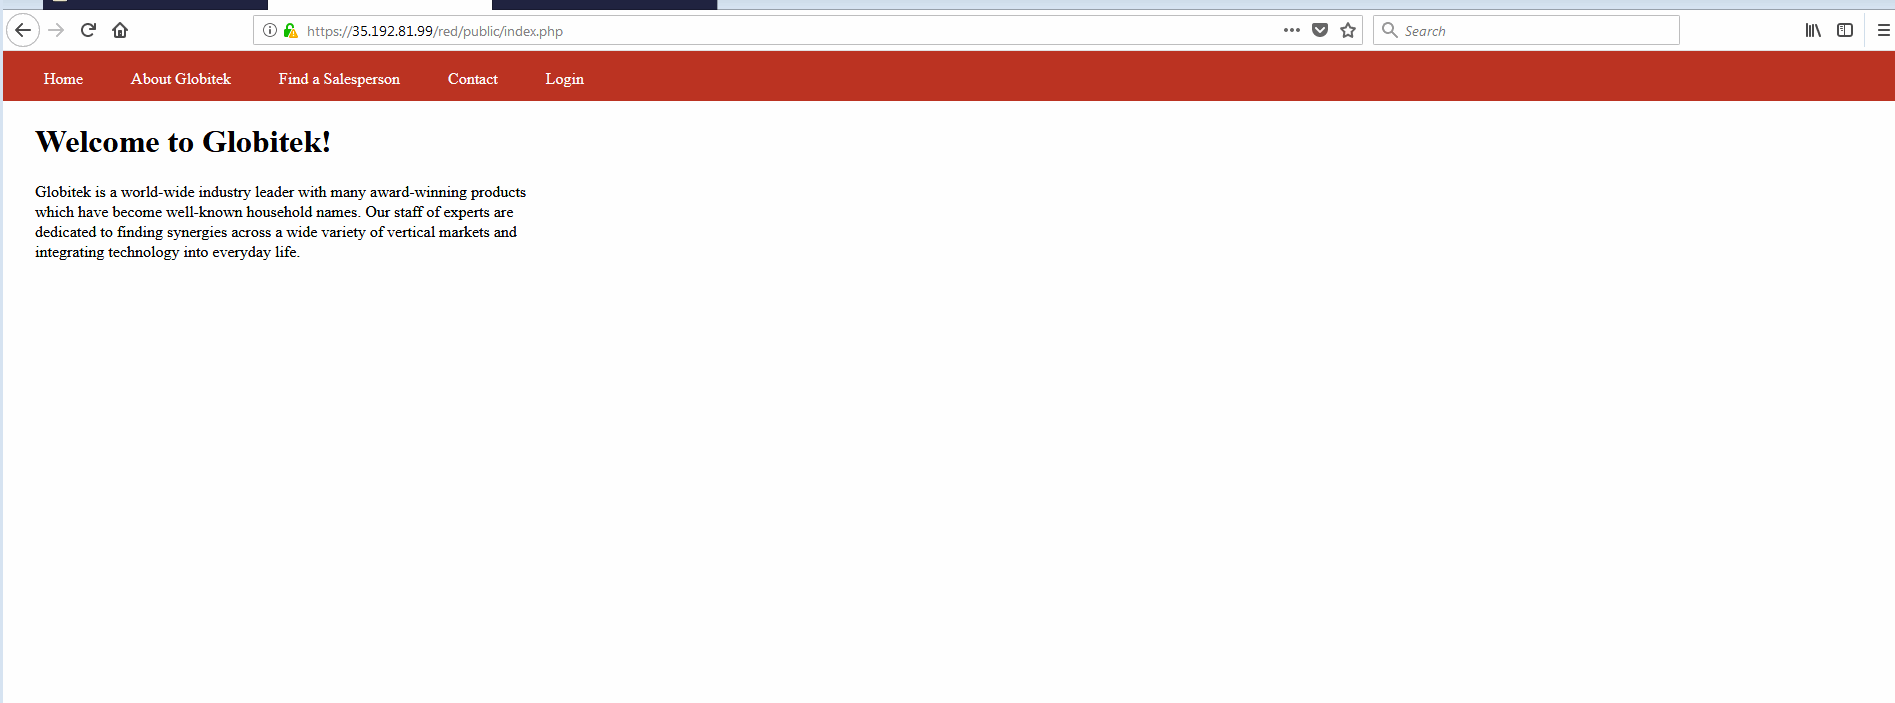 https://35.192.81.99/red/public/index.php
Search
Home About Globitek Find a Salesperson Contact Login
Welcome to Globitek!
Globitek is a world-wide industry leader with many award-winning products
which have become well-known household names. Our staff of experts are
dedicated to finding synergies across a wide variety of vertical markets and
integrating technology into everyday life.